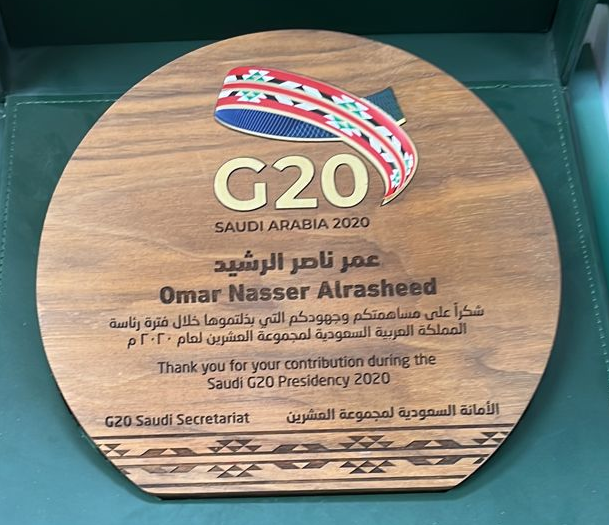 G20
SAUDI ARABIA 2020
عمر ناصر الرشيد
Omar Nasser Alrasheed
شكراً على مساهمتكم وجهودكم التي بذلتموها خلال فترة رئاسة
المملكة العربية السعودية لمجموعة العشرين لعام ٢٠٢٠ م
Thank you for your contribution during the
Saudi G20 Presidency 2020
G20 Saudi Secretariat الأمانة السعودية لمجموعة العشرين